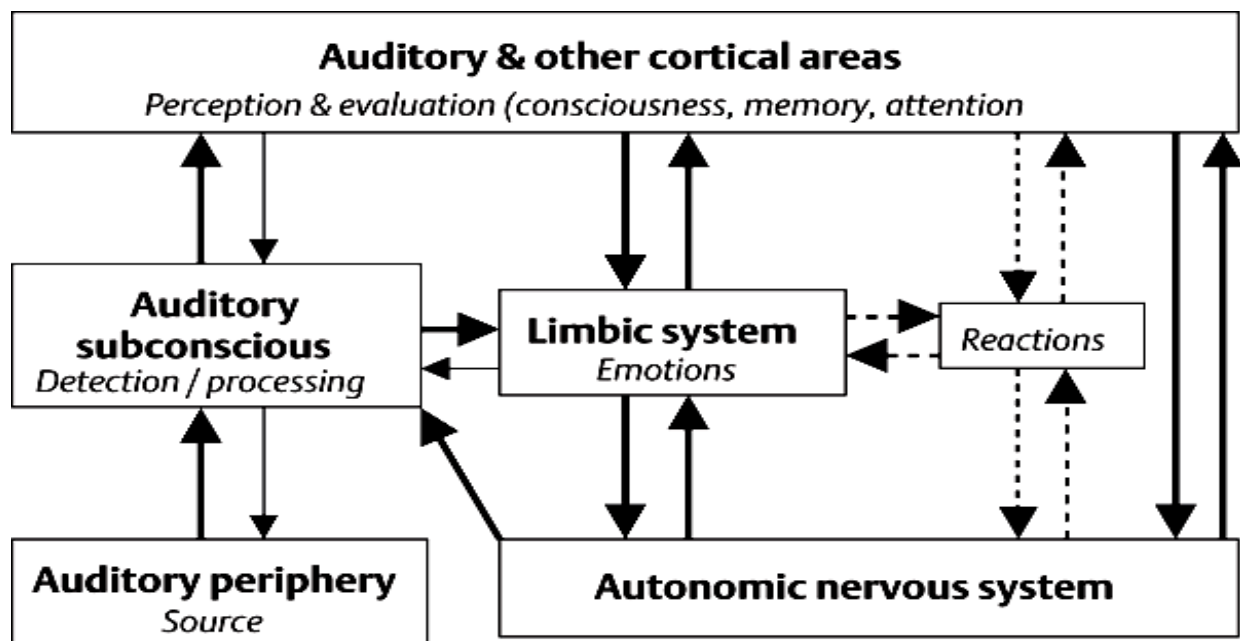 Auditory & other cortical areas
Perception & evaluation (consciousness, memory, attention
Auditory
subconscious
Detection / processing
Limbic system
Emotions
Reactions
Auditory periphery
Source
Autonomic nervous system